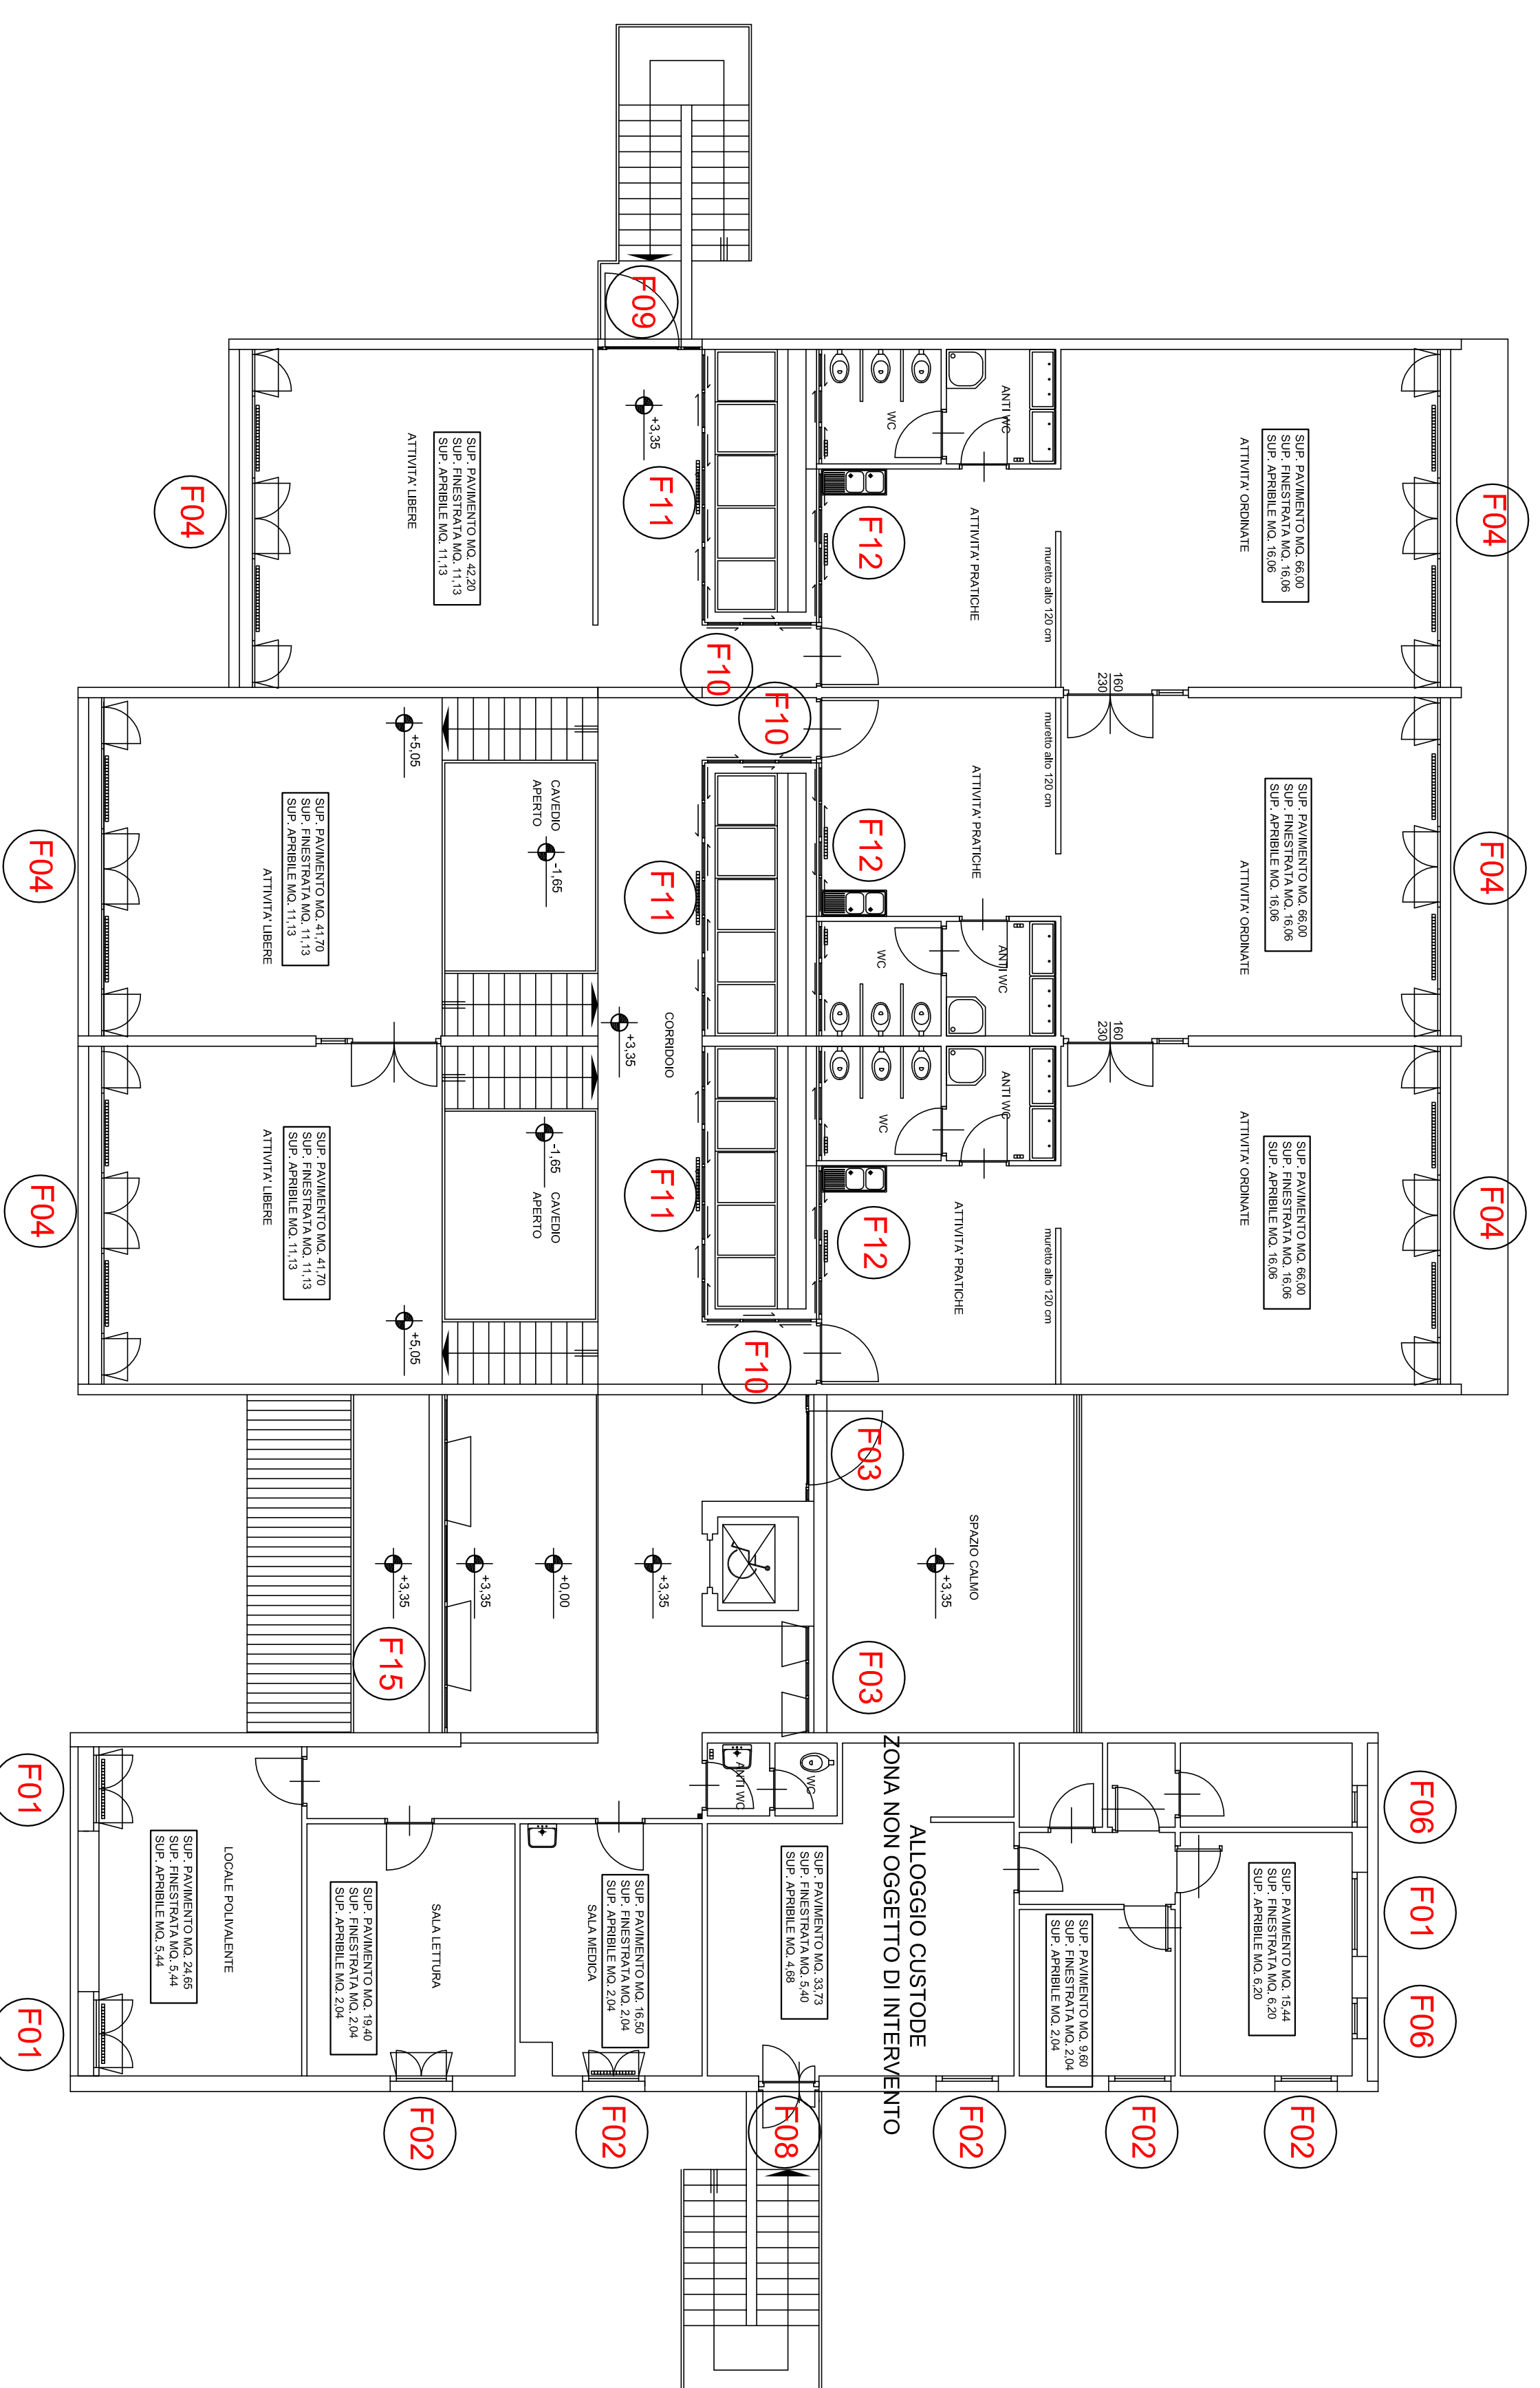 F04
F04
F04
F06
F01
F06
SUP. PAVIMENTO MQ. 66,00
SUP. FINESTRATA MQ. 16,06
SUP. APRIBILE MQ. 16,06
ATTIVITA' ORDINATE
SUP. PAVIMENTO MQ. 66,00
SUP. FINESTRATA MQ. 16,06
SUP. APRIBILE MQ. 16,06
ATTIVITA' ORDINATE
SUP. PAVIMENTO MQ. 66,00
SUP. FINESTRATA MQ. 16,06
SUP. APRIBILE MQ. 16,06
ATTIVITA' ORDINATE
SUP. PAVIMENTO MQ. 15,44
SUP. FINESTRATA MQ. 6,20
SUP. APRIBILE MQ. 6,20
F02
160
230
160
230
muretto alto 120 cm
muretto alto 120 cm
muretto alto 120 cm
SUP. PAVIMENTO MQ. 9,60
SUP. FINESTRATA MQ. 2,04
SUP. APRIBILE MQ. 2,04
F02
ANTI WC
ANTI WC
ANTI WC
ATTIVITA' PRATICHE
ATTIVITA' PRATICHE
ATTIVITA' PRATICHE
SPAZIO CALMO
+3,35
F02
WC
WC
WC
ALLOGGIO CUSTODE
ZONA NON OGGETTO DI INTERVENTO
F12
F12
F12
F03
F03
WC
ANTI WC
SUP. PAVIMENTO MQ. 33,73
SUP. FINESTRATA MQ. 5,40
SUP. APRIBILE MQ. 4,68
F08
F10
F10
F10
F09
+3,35
F11
F11
F11
CORRIDOIO
+3,35
+3,35
SUP. PAVIMENTO MQ. 16,50
SUP. FINESTRATA MQ. 2,04
SUP. APRIBILE MQ. 2,04
SALA MEDICA
F02
CAVEDIO
APERTO
-1,65
-1,65
CAVEDIO
APERTO
+0,00
+3,35
+3,35
F15
SUP. PAVIMENTO MQ. 42,20
SUP. FINESTRATA MQ. 11,13
SUP. APRIBILE MQ. 11,13
ATTIVITA' LIBERE
+5,05
+5,05
SALA LETTURA
SUP. PAVIMENTO MQ. 19,40
SUP. FINESTRATA MQ. 2,04
SUP. APRIBILE MQ. 2,04
F02
SUP. PAVIMENTO MQ. 41,70
SUP. FINESTRATA MQ. 11,13
SUP. APRIBILE MQ. 11,13
ATTIVITA' LIBERE
SUP. PAVIMENTO MQ. 41,70
SUP. FINESTRATA MQ. 11,13
SUP. APRIBILE MQ. 11,13
ATTIVITA' LIBERE
LOCALE POLIVALENTE
SUP. PAVIMENTO MQ. 24,65
SUP. FINESTRATA MQ. 5,44
SUP. APRIBILE MQ. 5,44
F04
F04
F04
F01
F01